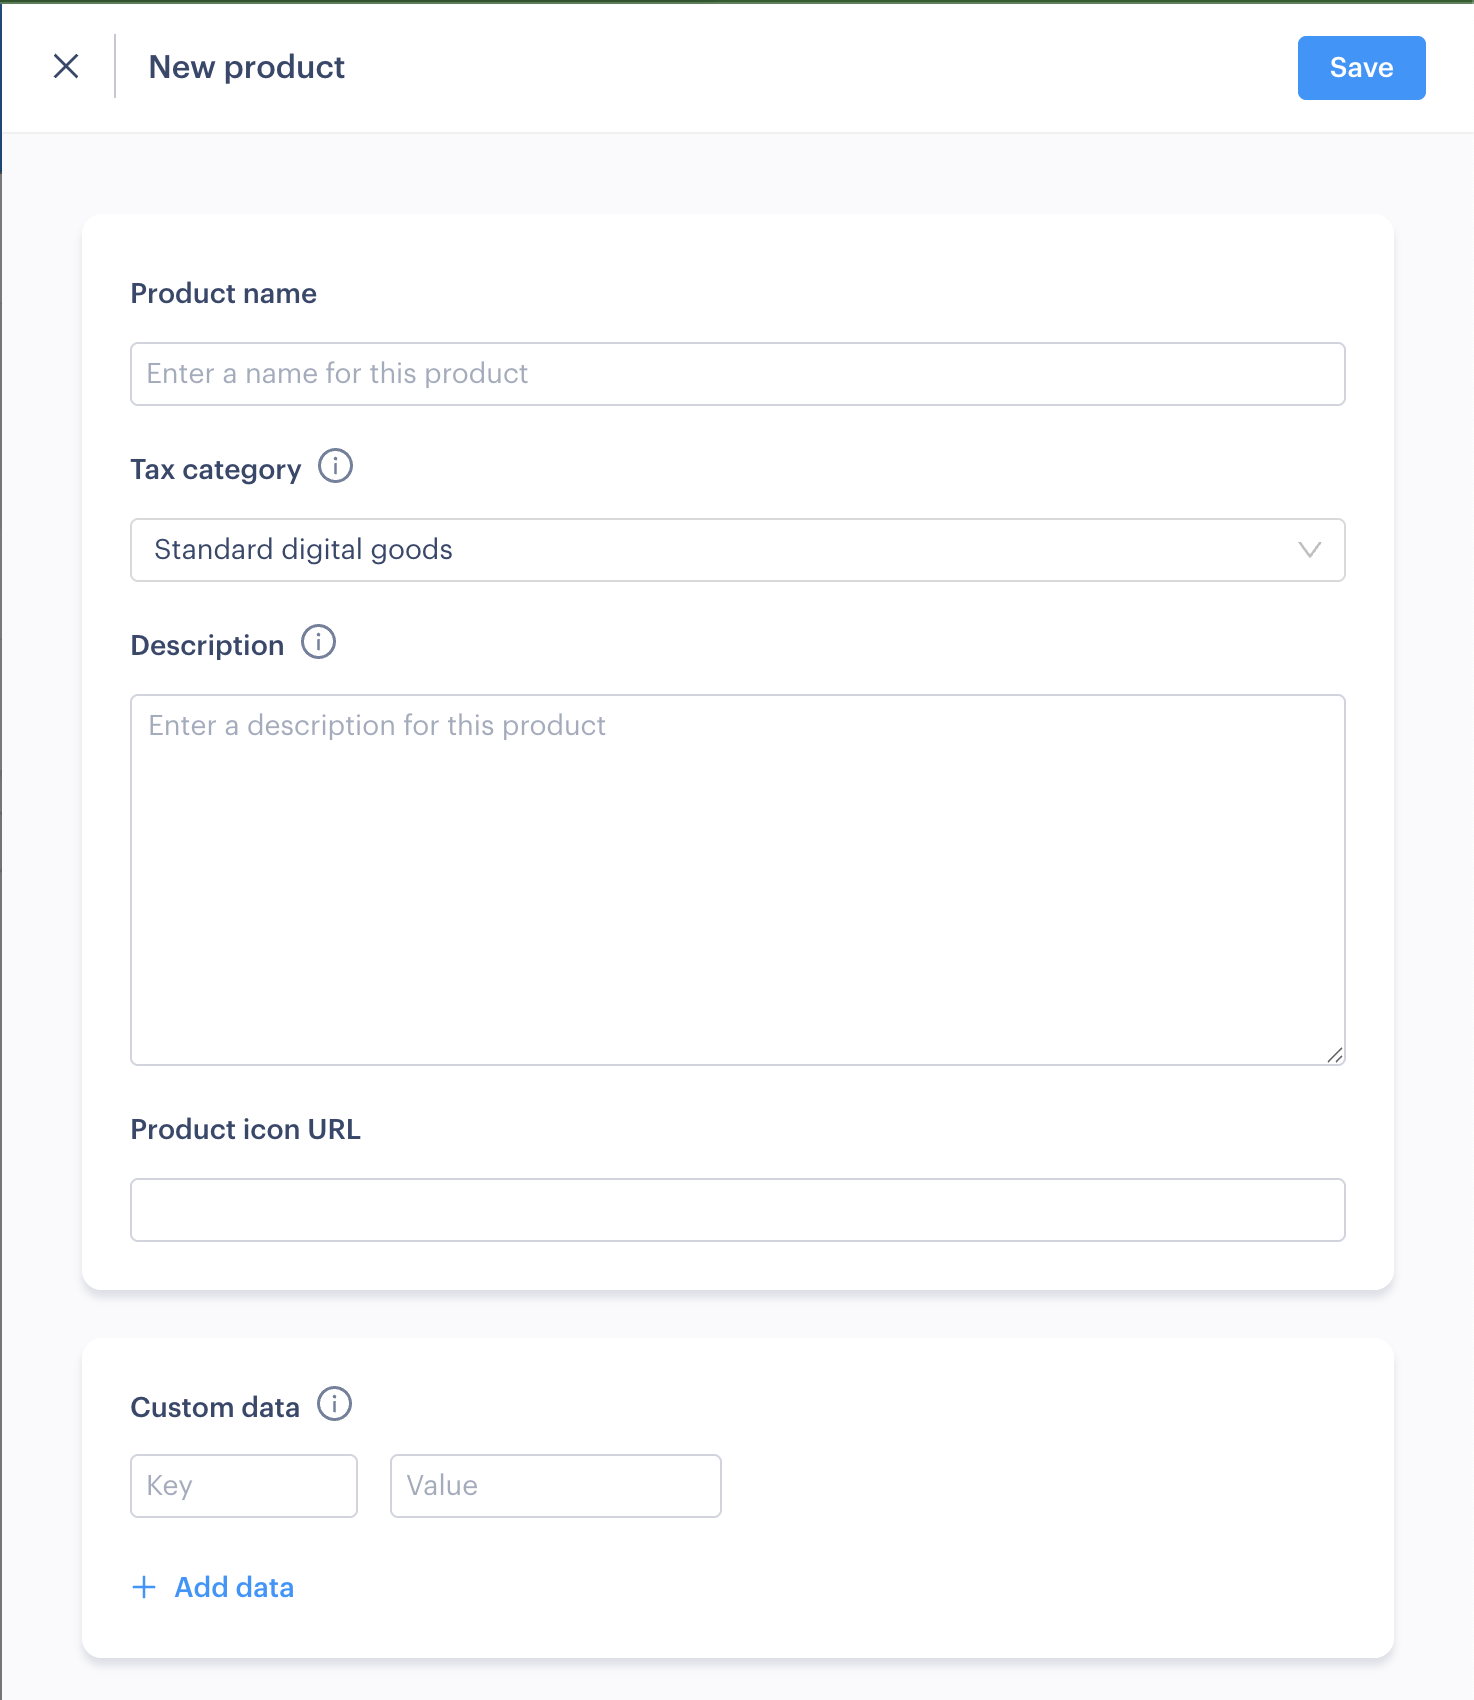 New product
Save
Product name
Enter a name for this product
Tax category
Standard digital goods
Description
Enter a description for this product
Product icon URL
Custom data
Key Value
Add data